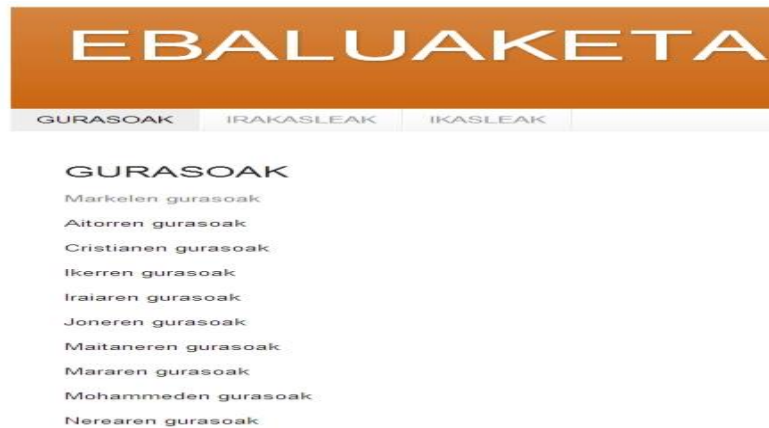 EBALUAKETA
GURASOAK IRAKASLEAK IKASLEAK
GURASOAK
Markelen gurasoak
Aitorren gurasoak
Cristianen gurasoak
Ikerren gurasoak
Iraiaren gurasoak
Joneren gurasoak
Maitaneren gurasoak
Mararen gurasoak
Mohammeden gurasoak
Nerearen gurasoak